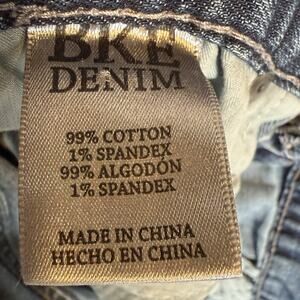 BKE
DENIM
99% COTTON
1% SPANDEX
99% ALGODÓN
1% SPANDEX
MADE IN CHINA
HECHO EN CHINA